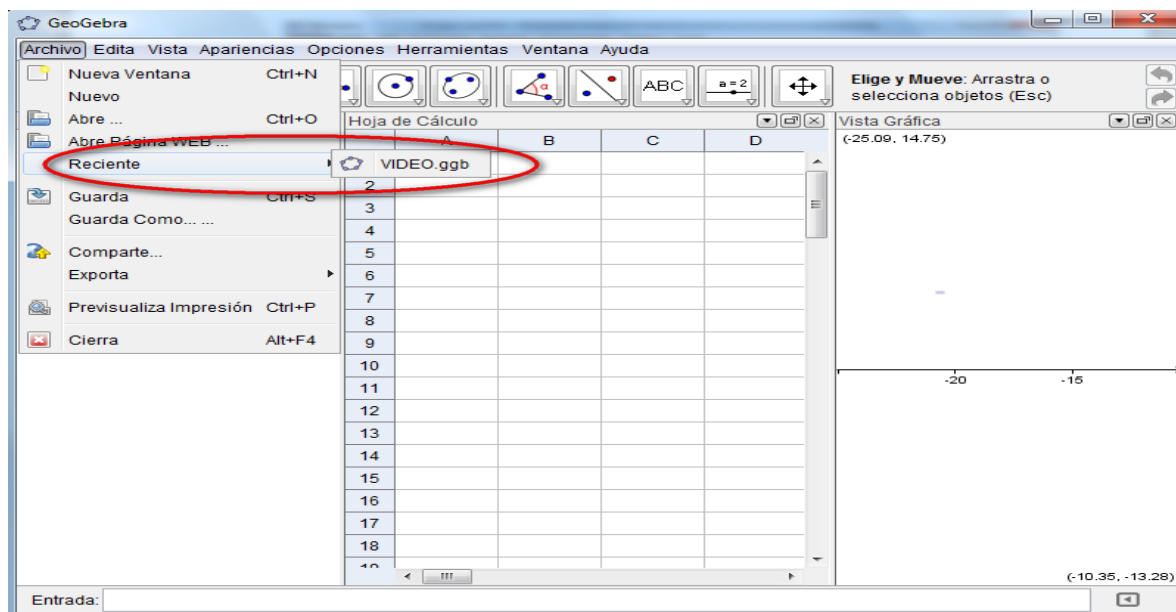 GeoGebra
Archivo Edita Vista Apariencias Opciones Herramientas Ventana Ayuda
Nueva Ventana Ctrl+N
Nuevo
Abre ... Ctrl+O
Abre Página WEB ...
Reciente
VIDEO.ggb
Guarda Ctrl+S
Guarda Como... ...
Comparte...
Exporta
Previsualiza Impresión Ctrl+P
Cierra Alt+F4
α
ABC
a=2
Elige y Mueve: Arrastra o
selecciona objetos (Esc)
Hoja de Cálculo
A B C D
2
3
4
5
6
7
8
9
10
11
12
13
14
15
16
17
18
19
Vista Gráfica
(-25.09, 14.75)
-20 -15
(-10.35, -13.28)
Entrada: